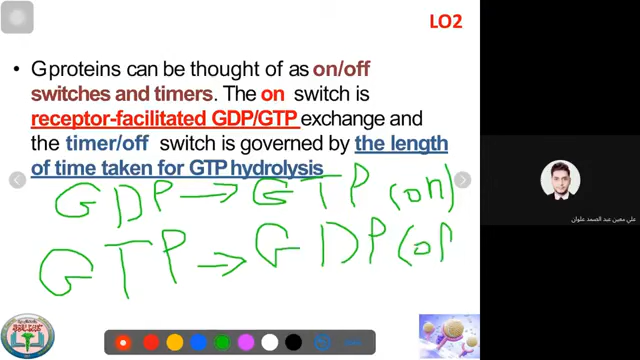 LO2
• G proteins can be thought of as on/off
switches and timers. The on switch is
receptor-facilitated GDP/GTP exchange and
the timer/off switch is governed by the length
of time taken for GTP hydrolysis
GDP → GTP (on)
GTP → GDP (of
علي معين عبد الصمد علوان